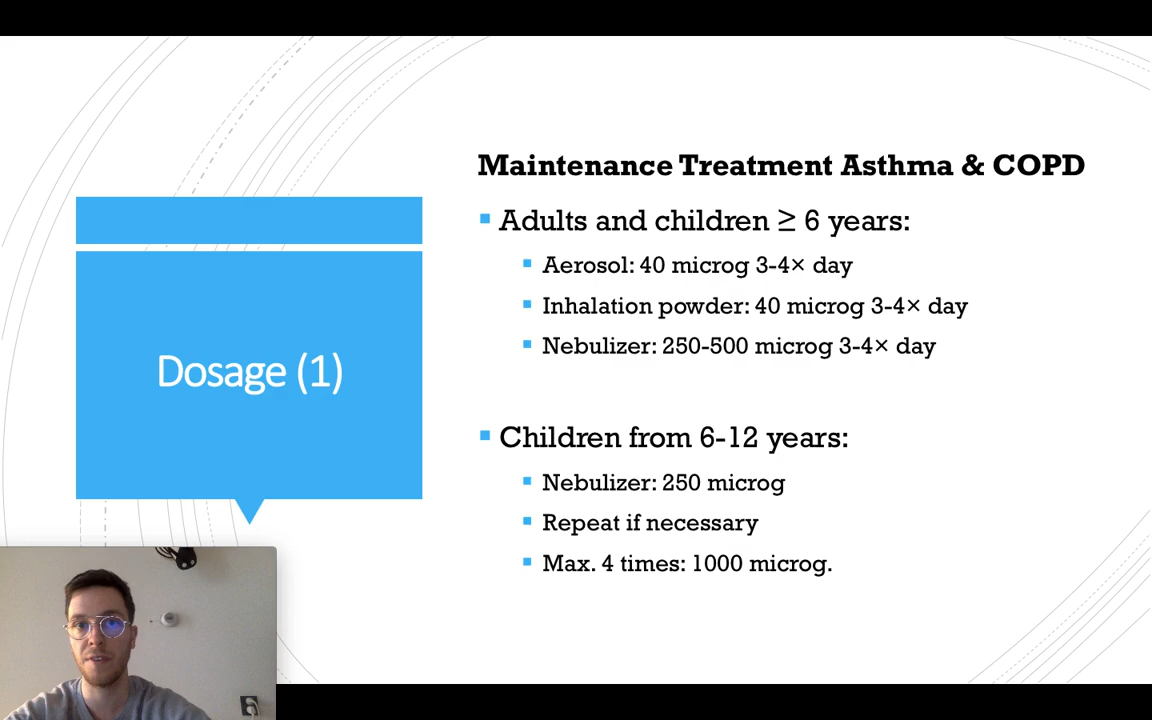 Maintenance Treatment Asthma & COPD
Adults and children ≥ 6 years:
Aerosol: 40 microg 3-4× day
Inhalation powder: 40 microg 3-4× day
Nebulizer: 250-500 microg 3-4× day
Dosage (1)
Children from 6-12 years:
Nebulizer: 250 microg
Repeat if necessary
Max. 4 times: 1000 microg.